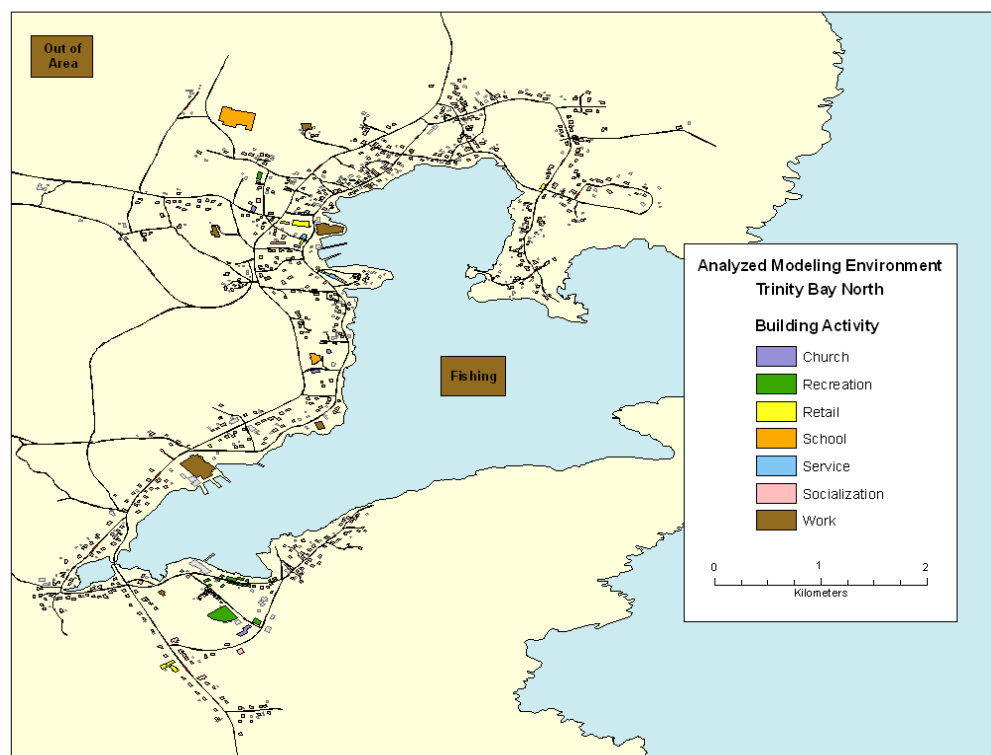 Out of
Area
Fishing
Analyzed Modeling Environment
Trinity Bay North
Building Activity
Church
Recreation
Retail
School
Service
Socialization
Work
0 1 2
Kilometers